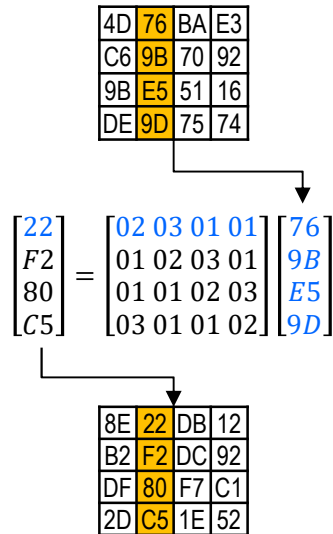 4D 76 BA E3
C6 9B 70 92
9B E5 51 16
DE 9D 75 74
22 02 03 01 01 76
F2 01 02 03 01 9B
=
80 01 01 02 03 E5
C5 03 01 01 02 9D
8E 22 DB 12
B2 F2 DC 92
DF 80 F7 C1
2D C5 1E 52